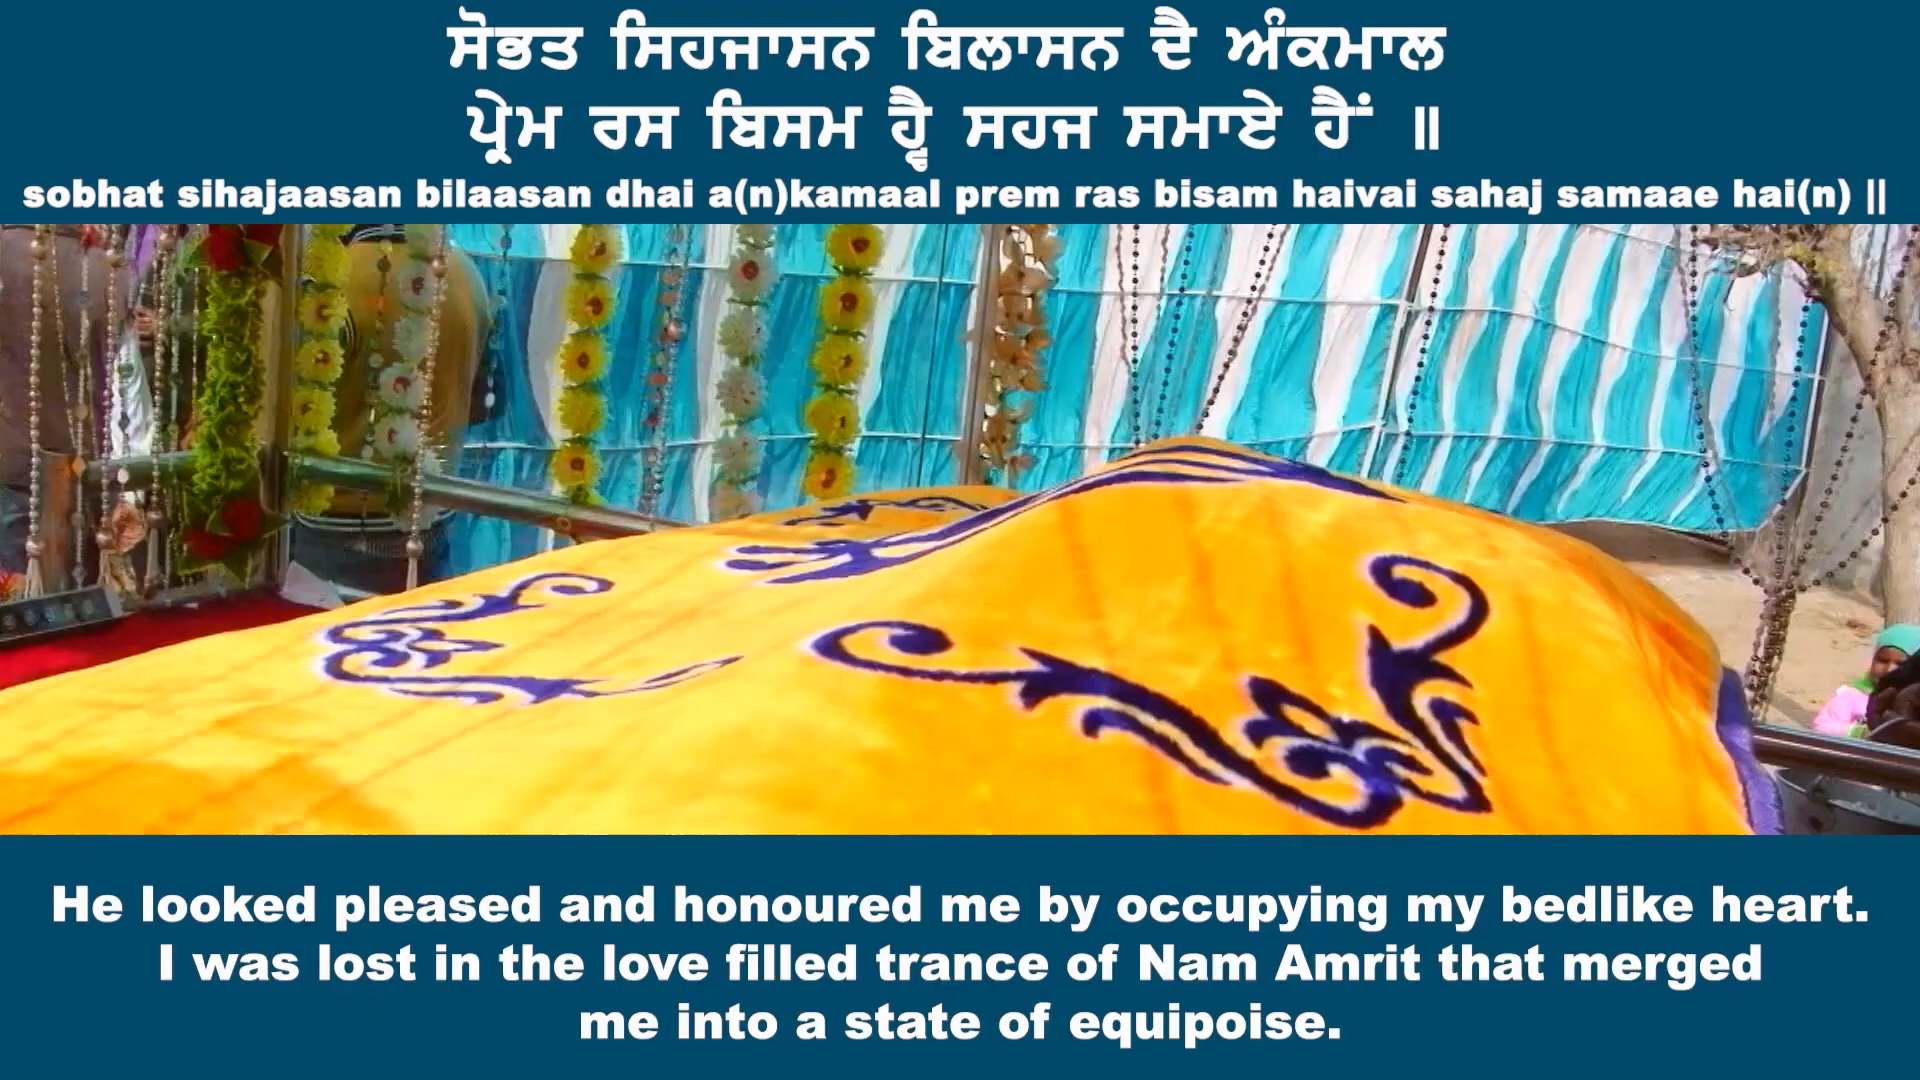 ਸੋਭਤ ਸਿਹਜਾਸਨ ਬਿਲਾਸਨ ਦੈ ਅੰਕਮਾਲ
ਪ੍ਰੇਮ ਰਸ ਬਿਸਮ ਹ੍ਵੈ ਸਹਜ ਸਮਾਏ ਹੈਂ ॥
sobhat sihajaasan bilaasan dhai a(n)kamaal prem ras bisam haivai sahaj samaae hai(n) ||
He looked pleased and honoured me by occupying my bedlike heart.
I was lost in the love filled trance of Nam Amrit that merged
me into a state of equipoise.